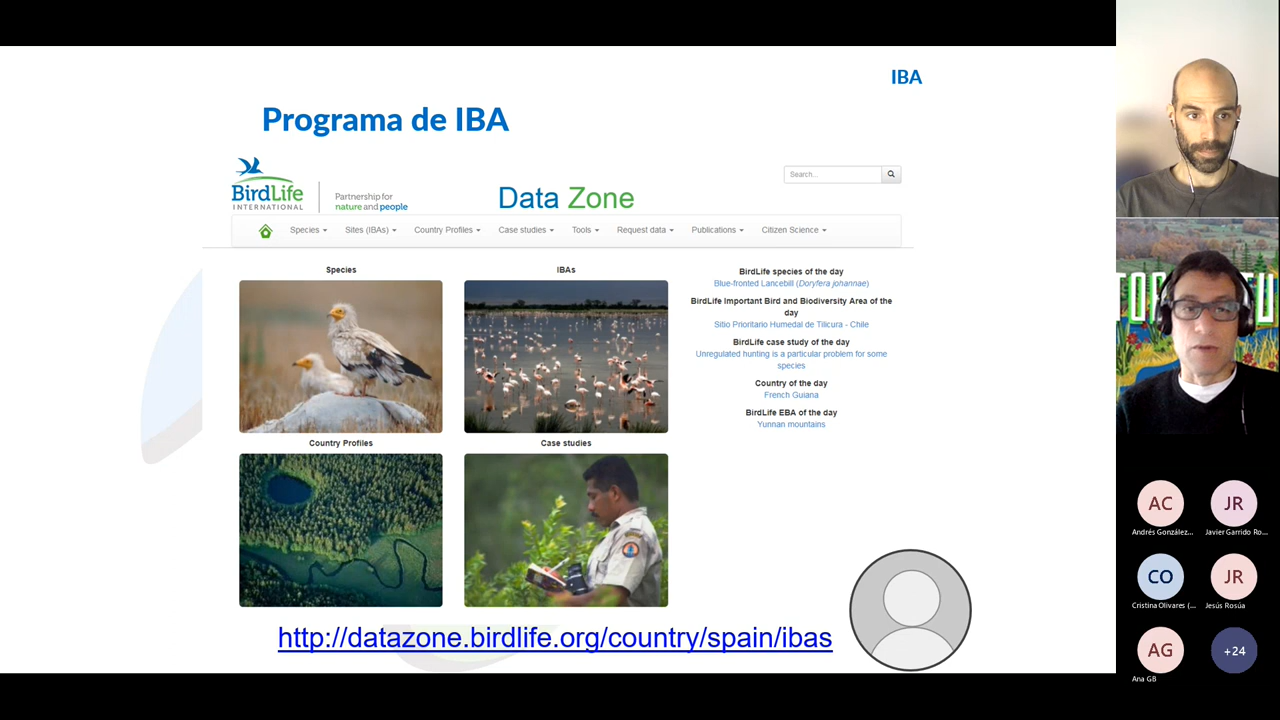 IBA
Programa de IBA
BirdLife
INTERNATIONAL
Partnership for
nature and people
Data Zone
Search...
Species
Sites (IBAs)
Country Profiles
Case studies
Tools
Request data
Publications
Citizen Science
Species
IBAs
Country Profiles
Case studies
BirdLife species of the day
Blue-fronted Lancebill (Doryfera johannae)
BirdLife Important Bird and Biodiversity Area of the
day
Sitio Prioritario Humedal de Tilicura - Chile
BirdLife case study of the day
Unregulated hunting is a particular problem for some
species
Country of the day
French Guiana
BirdLife EBA of the day
Yunnan mountains
http://datazone.birdlife.org/country/spain/ibas
AC
Andrés González...
JR
Javier Garrido Ro...
CO
Cristina Olivares (...
JR
Jesús Rosúa
AG
Ana GB
+24